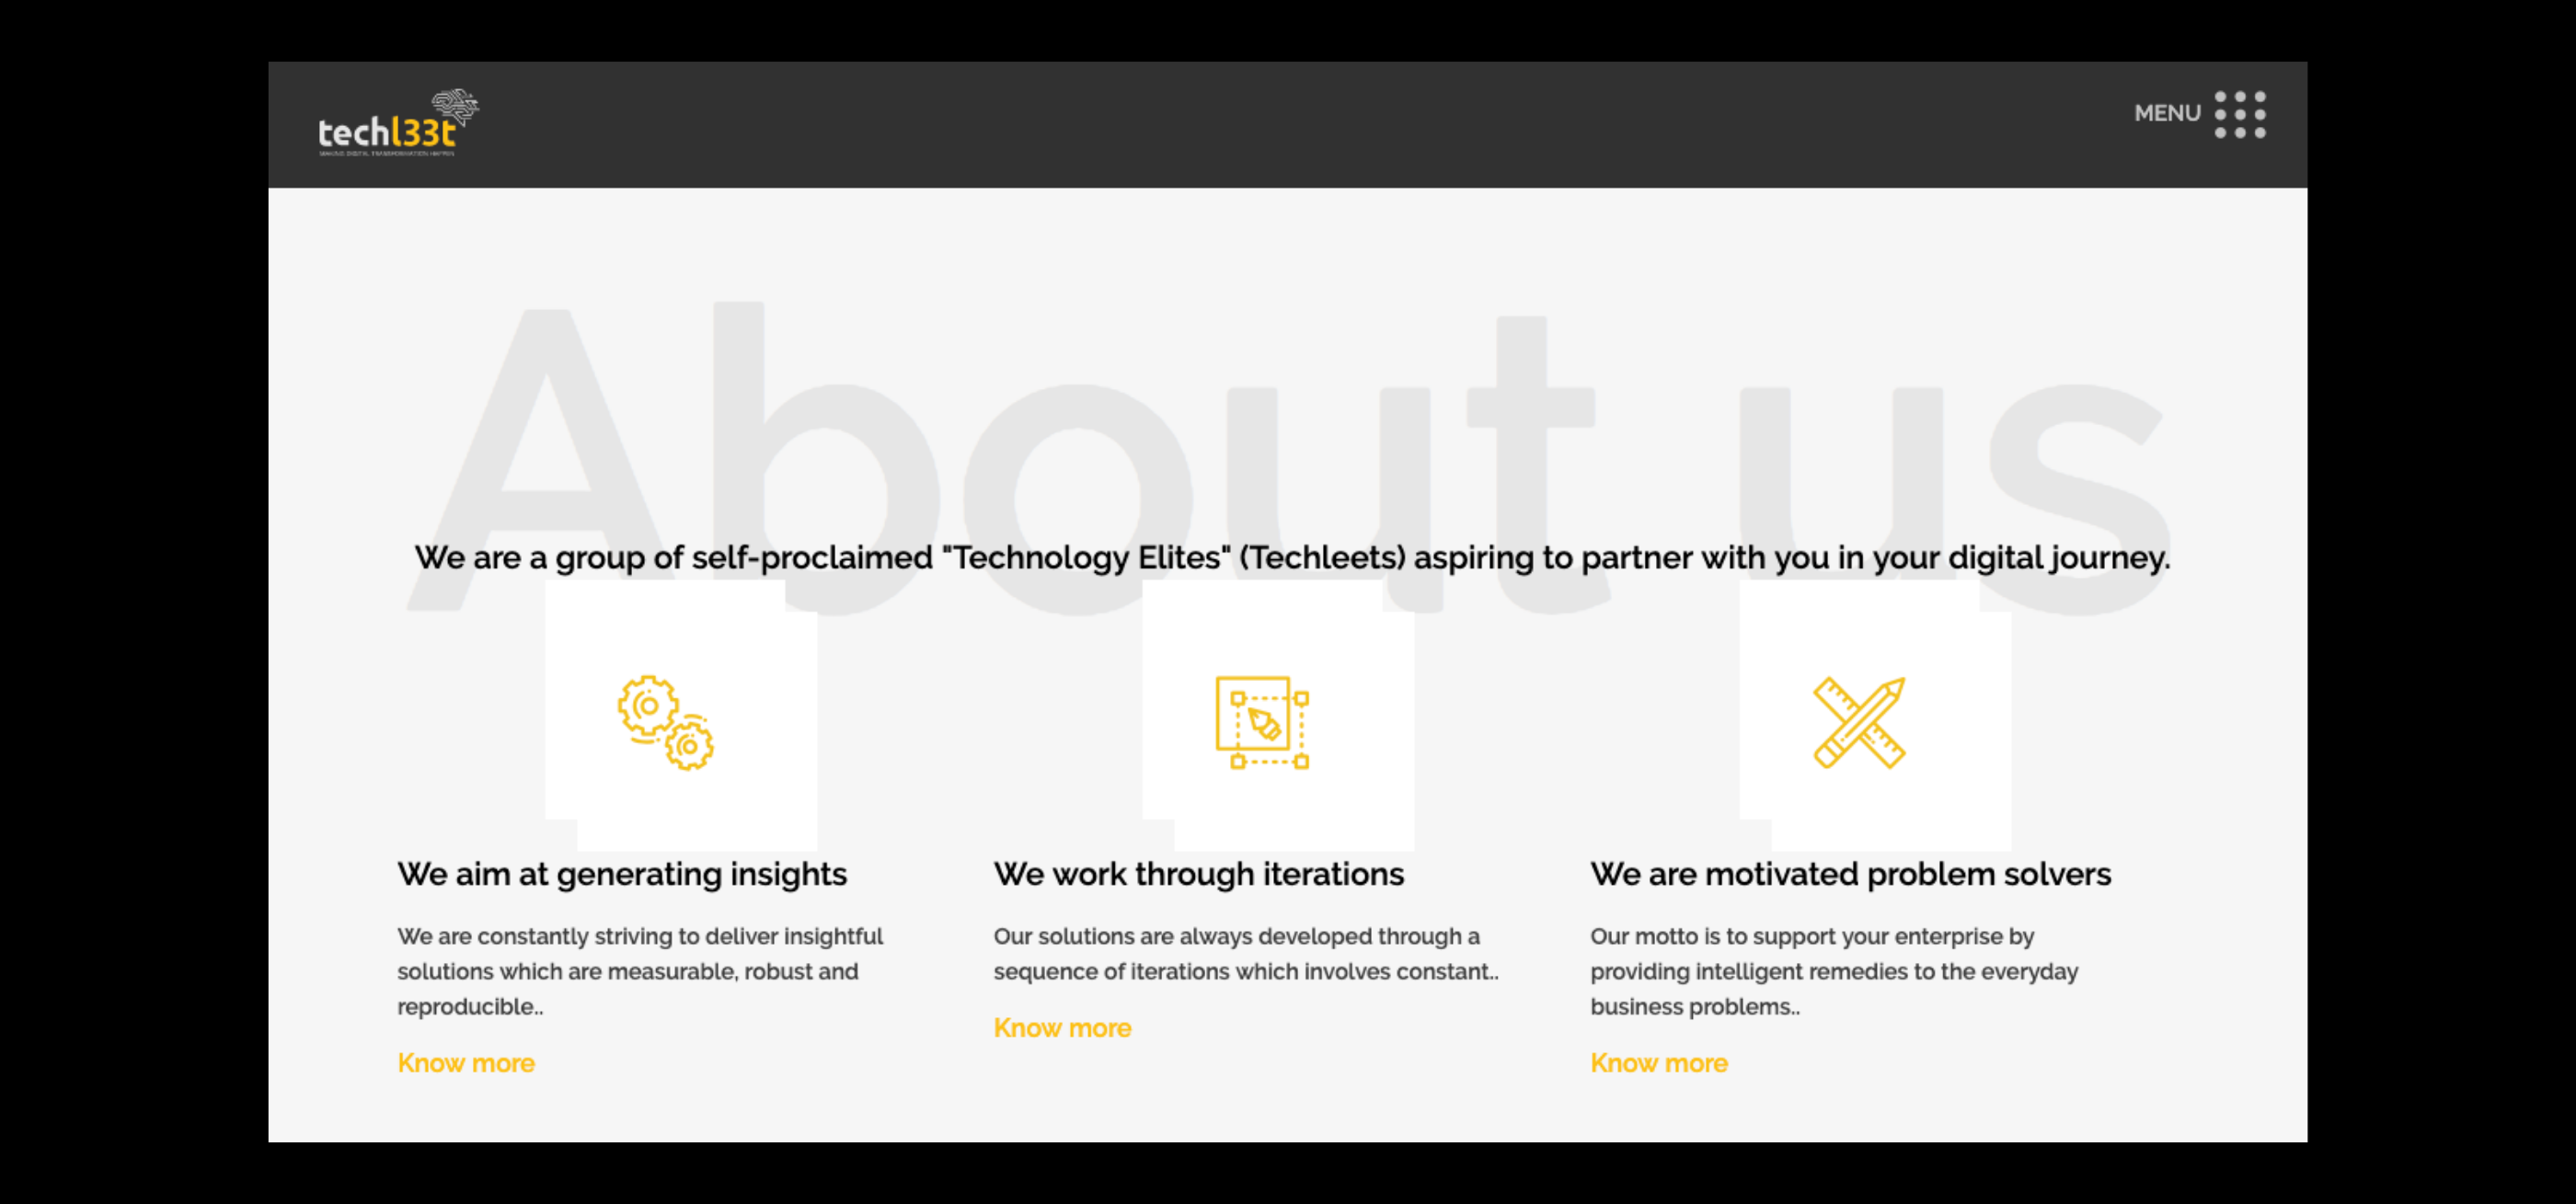 techl33t
MAKING DIGITAL TRANSFORMATION HAPPEN
MENU
About us
We are a group of self-proclaimed "Technology Elites" (Techleets) aspiring to partner with you in your digital journey.
We aim at generating insights
We are constantly striving to deliver insightful
solutions which are measurable, robust and
reproducible..
Know more
We work through iterations
Our solutions are always developed through a
sequence of iterations which involves constant..
Know more
We are motivated problem solvers
Our motto is to support your enterprise by
providing intelligent remedies to the everyday
business problems..
Know more